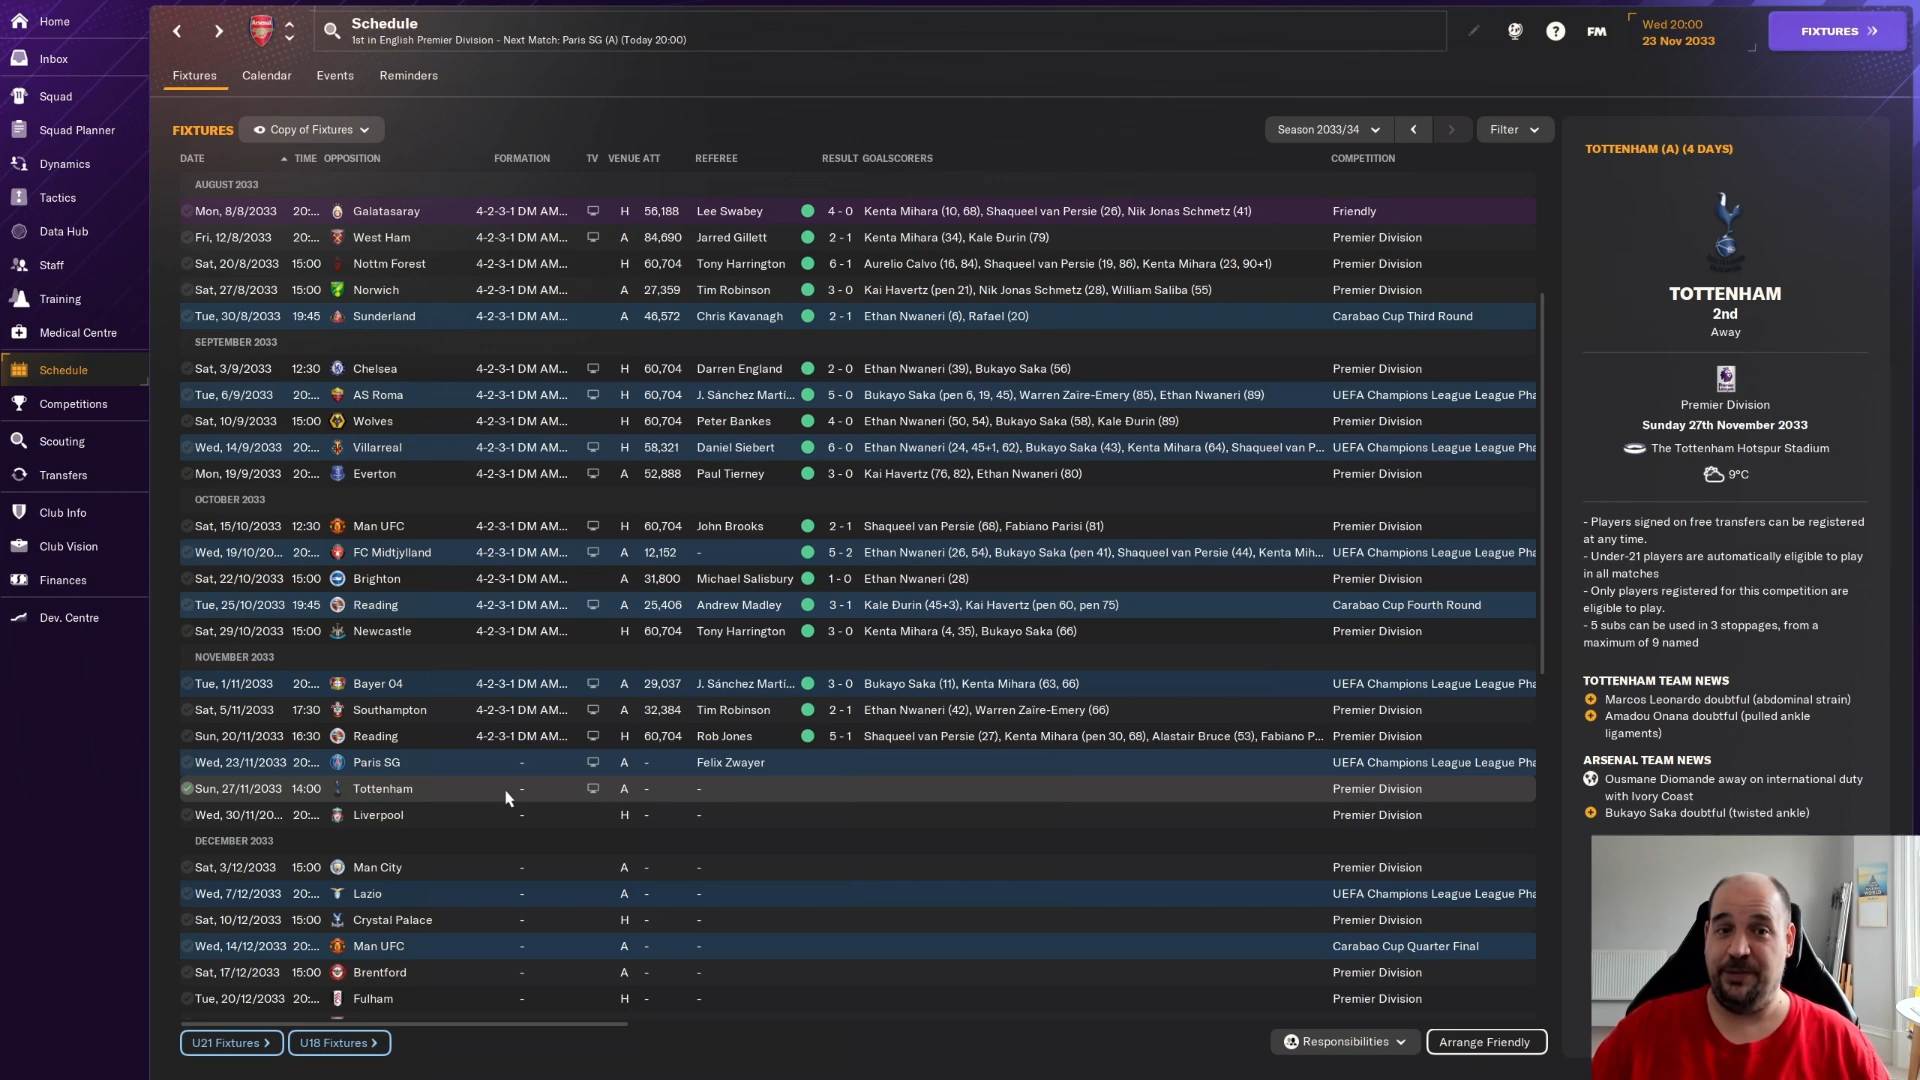 Home
Inbox
Squad
Squad Planner
Dynamics
Tactics
Data Hub
Staff
Training
Medical Centre
Schedule
Competitions
Scouting
Transfers
Club Info
Club Vision
Finances
Dev. Centre
Schedule
1st in English Premier Division - Next Match: Paris SG (A) (Today 20:00)
FM
Wed 20:00
23 Nov 2033
FIXTURES
Fixtures Calendar Events Reminders
FIXTURES Copy of Fixtures Season 2033/34 Filter
DATE TIME OPPOSITION FORMATION TV VENUE ATT REFEREE RESULT GOALSCORERS COMPETITION
AUGUST 2033
Mon, 8/8/2033 20:... Galatasaray 4-2-3-1 DM AM... H 56,188 Lee Swabey 4 - 0 Kenta Mihara (10, 68), Shaqueel van Persie (26), Nik Jonas Schmetz (41) Friendly
Fri, 12/8/2033 20:... West Ham 4-2-3-1 DM AM... A 84,690 Jarred Gillett 2 - 1 Kenta Mihara (34), Kale Đurin (79) Premier Division
Sat, 20/8/2033 15:00 Nottm Forest 4-2-3-1 DM AM... H 60,704 Tony Harrington 6 - 1 Aurelio Calvo (16, 84), Shaqueel van Persie (19, 86), Kenta Mihara (23, 90+1) Premier Division
Sat, 27/8/2033 15:00 Norwich 4-2-3-1 DM AM... A 27,359 Tim Robinson 3 - 0 Kai Havertz (pen 21), Nik Jonas Schmetz (28), William Saliba (55) Premier Division
Tue, 30/8/2033 19:45 Sunderland 4-2-3-1 DM AM... A 46,572 Chris Kavanagh 2 - 1 Ethan Nwaneri (6), Rafael (20) Carabao Cup Third Round
SEPTEMBER 2033
Sat, 3/9/2033 12:30 Chelsea 4-2-3-1 DM AM... H 60,704 Darren England 2 - 0 Ethan Nwaneri (39), Bukayo Saka (56) Premier Division
Tue, 6/9/2033 20:... AS Roma 4-2-3-1 DM AM... H 60,704 J. Sánchez Martí... 5 - 0 Bukayo Saka (pen 6, 19, 45), Warren Zaïre-Emery (85), Ethan Nwaneri (89) UEFA Champions League League Pha
Sat, 10/9/2033 15:00 Wolves 4-2-3-1 DM AM... H 60,704 Peter Bankes 4 - 0 Ethan Nwaneri (50, 54), Bukayo Saka (58), Kale Đurin (89) Premier Division
Wed, 14/9/2033 20:... Villarreal 4-2-3-1 DM AM... H 58,321 Daniel Siebert 6 - 0 Ethan Nwaneri (24, 45+1, 62), Bukayo Saka (43), Kenta Mihara (64), Shaqueel van P... UEFA Champions League League Pha
Mon, 19/9/2033 20:... Everton 4-2-3-1 DM AM... A 52,888 Paul Tierney 3 - 0 Kai Havertz (76, 82), Ethan Nwaneri (80) Premier Division
OCTOBER 2033
Sat, 15/10/2033 12:30 Man UFC 4-2-3-1 DM AM... H 60,704 John Brooks 2 - 1 Shaqueel van Persie (68), Fabiano Parisi (81) Premier Division
Wed, 19/10/20... 20:... FC Midtjylland 4-2-3-1 DM AM... A 12,152 - 5 - 2 Ethan Nwaneri (26, 54), Bukayo Saka (pen 41), Shaqueel van Persie (44), Kenta Mih... UEFA Champions League League Pha
Sat, 22/10/2033 15:00 Brighton 4-2-3-1 DM AM... A 31,800 Michael Salisbury 1 - 0 Ethan Nwaneri (28) Premier Division
Tue, 25/10/2033 19:45 Reading 4-2-3-1 DM AM... A 25,406 Andrew Madley 3 - 1 Kale Đurin (45+3), Kai Havertz (pen 60, pen 75) Carabao Cup Fourth Round
Sat, 29/10/2033 15:00 Newcastle 4-2-3-1 DM AM... H 60,704 Tony Harrington 3 - 0 Kenta Mihara (4, 35), Bukayo Saka (66) Premier Division
NOVEMBER 2033
Tue, 1/11/2033 20:... Bayer 04 4-2-3-1 DM AM... A 29,037 J. Sánchez Martí... 3 - 0 Bukayo Saka (11), Kenta Mihara (63, 66) UEFA Champions League League Pha
Sat, 5/11/2033 17:30 Southampton 4-2-3-1 DM AM... A 32,384 Tim Robinson 2 - 1 Ethan Nwaneri (42), Warren Zaïre-Emery (66) Premier Division
Sun, 20/11/2033 16:30 Reading 4-2-3-1 DM AM... H 60,704 Rob Jones 5 - 1 Shaqueel van Persie (27), Kenta Mihara (pen 30, 68), Alastair Bruce (53), Fabiano P... Premier Division
Wed, 23/11/2033 20:... Paris SG - A - Felix Zwayer UEFA Champions League League Pha
Sun, 27/11/2033 14:00 Tottenham - A - - Premier Division
Wed, 30/11/20... 20:... Liverpool - H - - Premier Division
DECEMBER 2033
Sat, 3/12/2033 15:00 Man City - A - - Premier Division
Wed, 7/12/2033 20:... Lazio - A - - UEFA Champions League League Pha
Sat, 10/12/2033 15:00 Crystal Palace - H - - Premier Division
Wed, 14/12/2033 20:... Man UFC - A - - Carabao Cup Quarter Final
Sat, 17/12/2033 15:00 Brentford - A - - Premier Division
Tue, 20/12/2033 20:... Fulham - H - - Premier Division
U21 Fixtures U18 Fixtures Responsibilities Arrange Friendly
TOTTENHAM (A) (4 DAYS)
TOTTENHAM
2nd
Away
Premier Division
Sunday 27th November 2033
The Tottenham Hotspur Stadium
9°C
- Players signed on free transfers can be registered
at any time.
- Under-21 players are automatically eligible to play
in all matches
- Only players registered for this competition are
eligible to play.
- 5 subs can be used in 3 stoppages, from a
maximum of 9 named
TOTTENHAM TEAM NEWS
Marcos Leonardo doubtful (abdominal strain)
Amadou Onana doubtful (pulled ankle
ligaments)
ARSENAL TEAM NEWS
Ousmane Diomande away on international duty
with Ivory Coast
Bukayo Saka doubtful (twisted ankle)